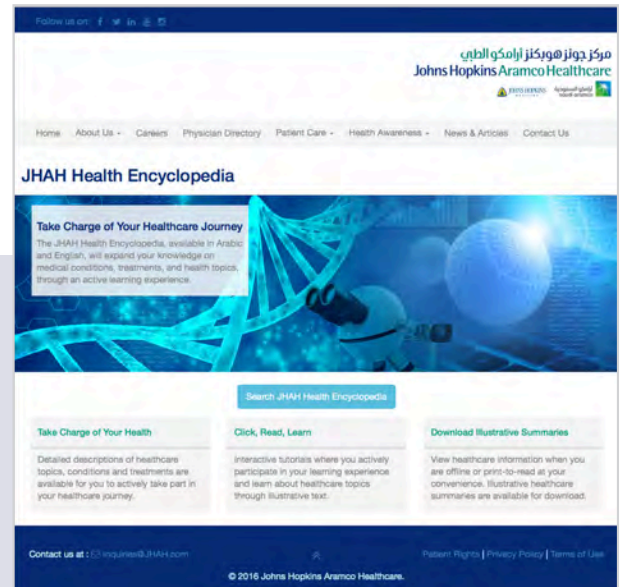 Follow us on:
مركز جونز هوبكنز أرامكو الطبي
Johns Hopkins Aramco Healthcare
JOHNS HOPKINS
أرامكو السعودية
saudi aramco
Home About Us Careers Physician Directory Patient Care Health Awareness News & Articles Contact Us
JHAH Health Encyclopedia
Take Charge of Your Healthcare Journey
The JHAH Health Encyclopedia, available in Arabic
and English, will expand your knowledge on
medical conditions, treatments, and health topics,
through an active learning experience.
Search JHAH Health Encyclopedia
Take Charge of Your Health
Detailed descriptions of healthcare
topics, conditions and treatments are
available for you to actively take part in
your healthcare journey.
Click, Read, Learn
Interactive tutorials where you actively
participate in your learning experience
and learn about healthcare topics
through illustrative text.
Download Illustrative Summaries
View healthcare information when you
are offline or print-to-read at your
convenience. Illustrative healthcare
summaries are available for download.
Contact us at : inquiries@JHAH.com
Patient Rights | Privacy Policy | Terms of Use
© 2016 Johns Hopkins Aramco Healthcare.